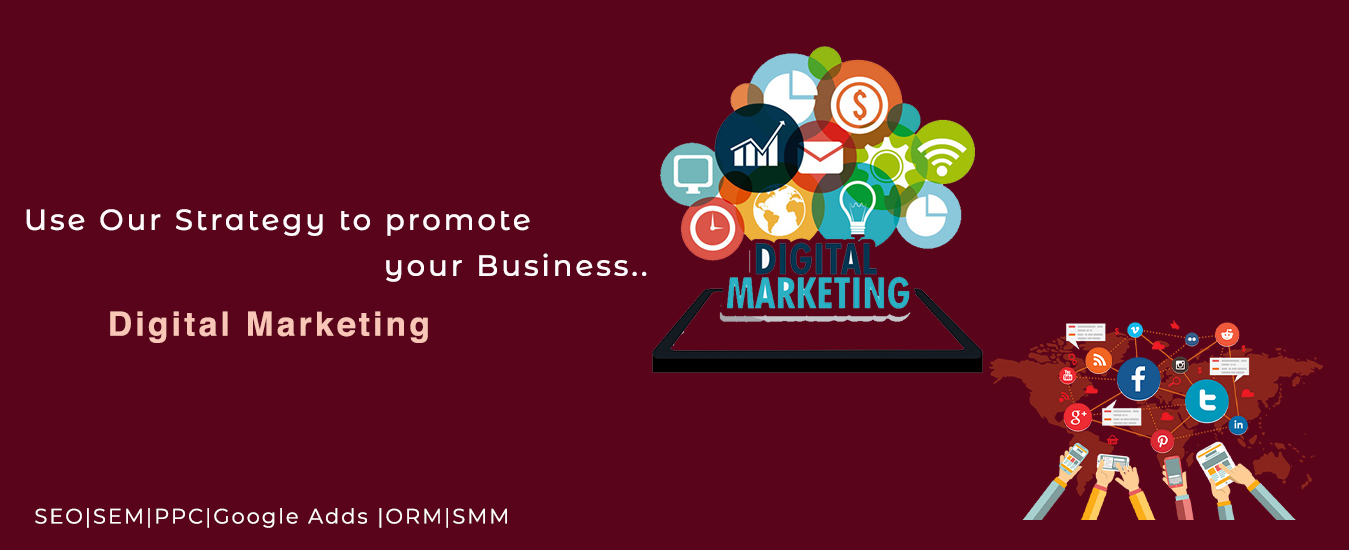 Use Our Strategy to promote
your Business..
Digital Marketing
DIGITAL
MARKETING
SEO|SEM|PPC|Google Adds |ORM|SMM